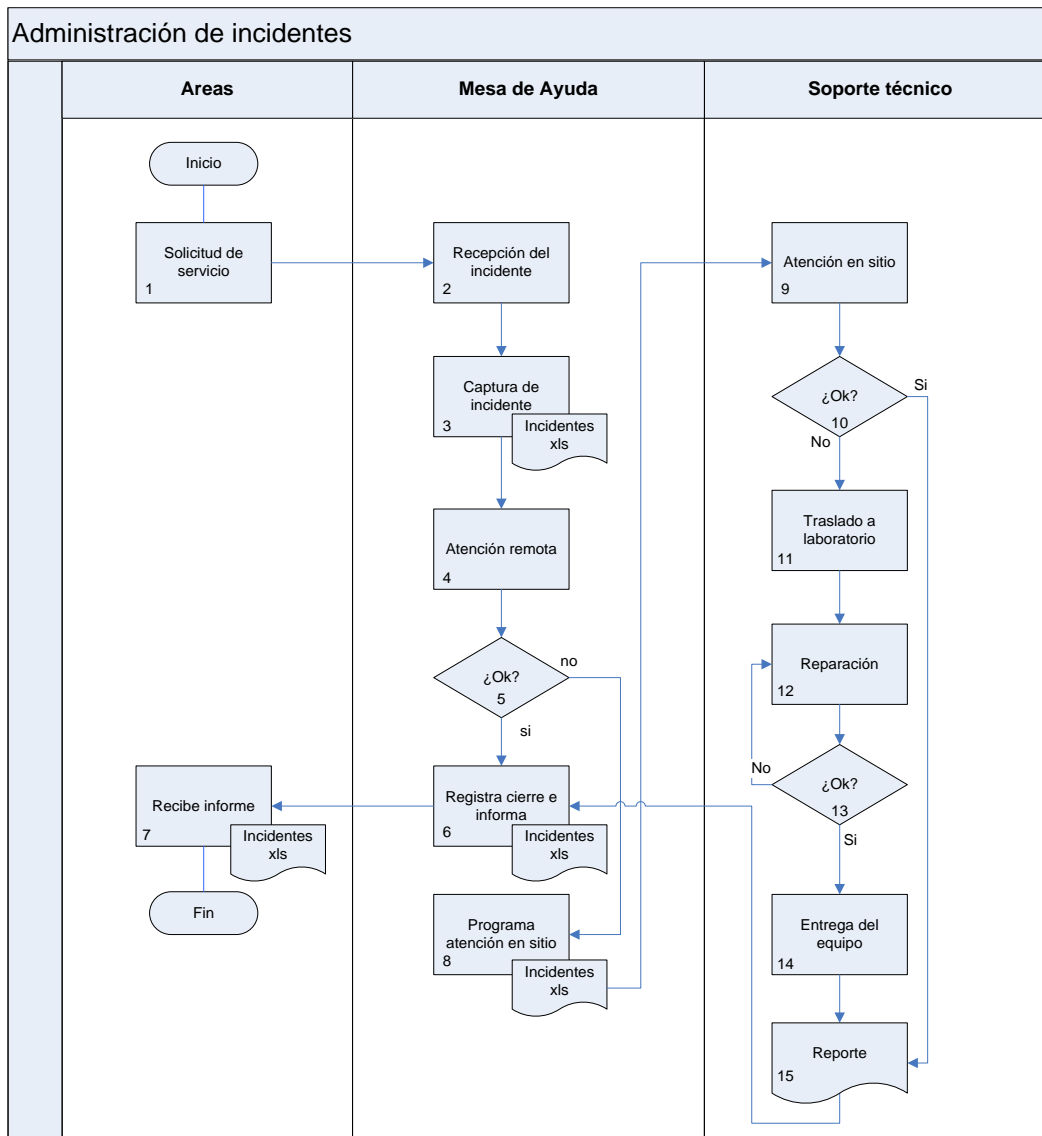 Administración de incidentes
Areas
Mesa de Ayuda
Soporte técnico
Inicio
Solicitud de
servicio
1
Recepción del
incidente
2
Captura de
incidente
3
Incidentes
xls
Atención remota
4
¿Ok?
5
no
si
Registra cierre e
informa
6
Incidentes
xls
Recibe informe
7
Incidentes
xls
Fin
Programa
atención en sitio
8
Incidentes
xls
Atención en sitio
9
¿Ok?
10
Si
No
Traslado a
laboratorio
11
Reparación
12
¿Ok?
13
No
Si
Entrega del
equipo
14
Reporte
15